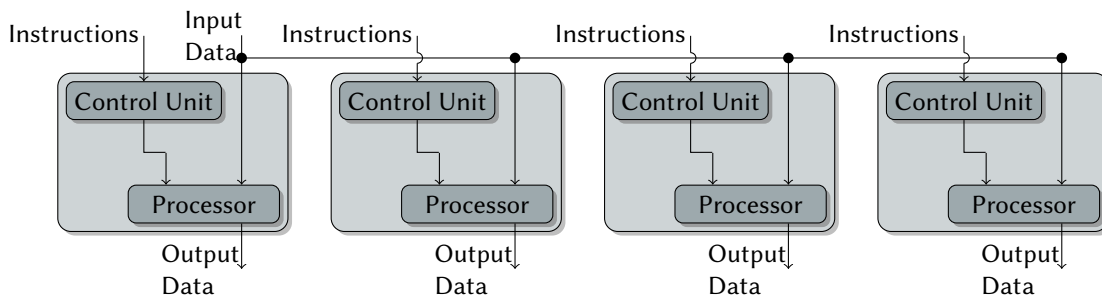 Instructions
Input
Data
Instructions
Instructions
Instructions
Control Unit
Control Unit
Control Unit
Control Unit
Processor
Processor
Processor
Processor
Output
Data
Output
Data
Output
Data
Output
Data